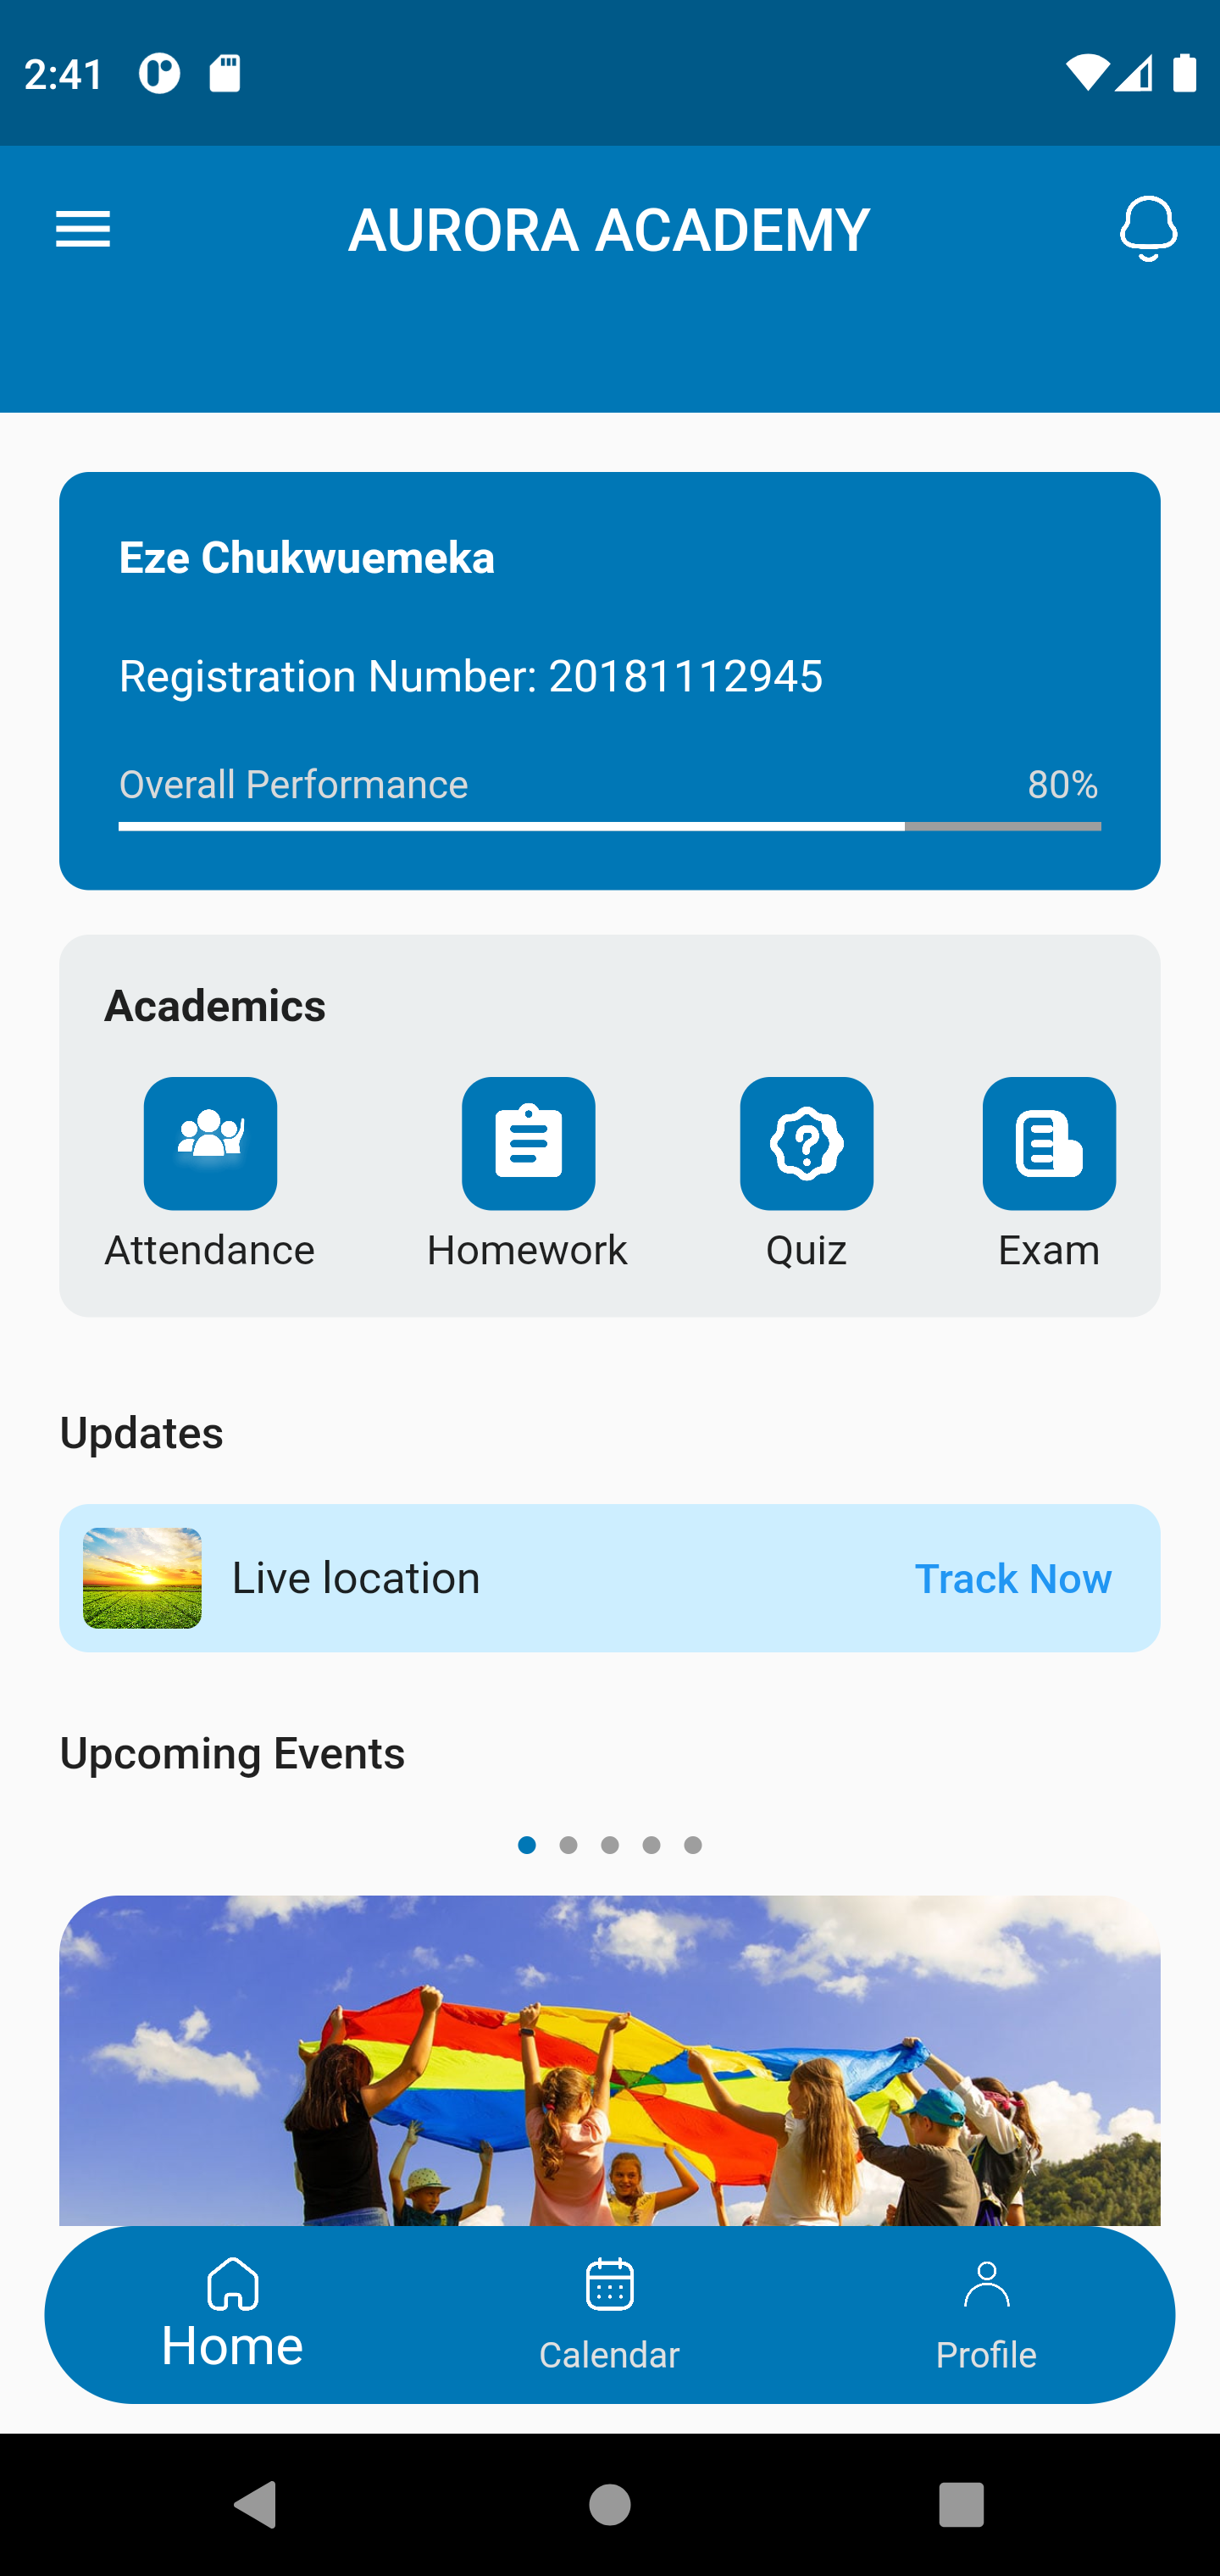 2:41
AURORA ACADEMY
Eze Chukwuemeka
Registration Number: 20181112945
Overall Performance 80%
Academics
Attendance Homework Quiz Exam
Updates
Live location Track Now
Upcoming Events
Home Calendar Profile